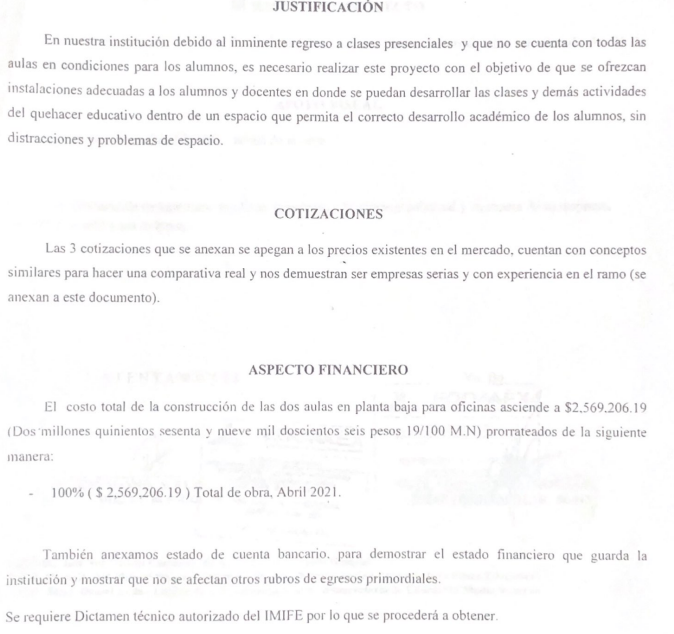 JUSTIFICACIÓN
En nuestra institución debido al inminente regreso a clases presenciales y que no se cuenta con todas las
aulas en condiciones para los alumnos, es necesario realizar este proyecto con el objetivo de que se ofrezcan
instalaciones adecuadas a los alumnos y docentes en donde se puedan desarrollar las clases y demás actividades
del quehacer educativo dentro de un espacio que permita el correcto desarrollo académico de los alumnos, sin
distracciones y problemas de espacio.
COTIZACIONES
Las 3 cotizaciones que se anexan se apegan a los precios existentes en el mercado, cuentan con conceptos
similares para hacer una comparativa real y nos demuestran ser empresas serias y con experiencia en el ramo (se
anexan a este documento).
ASPECTO FINANCIERO
El costo total de la construcción de las dos aulas en planta baja para oficinas asciende a $2.569.206.19
(Dos millones quinientos sesenta y nueve mil doscientos seis pesos 19/100 M.N) prorrateados de la siguiente
manera:
- 100% ( $ 2,569,206.19 ) Total de obra, Abril 2021.
También anexamos estado de cuenta bancario. para demostrar el estado financiero que guarda la
institución y mostrar que no se afectan otros rubros de egresos primordiales.
Se requiere Dictamen técnico autorizado del IMIFE por lo que se procederá a obtener.